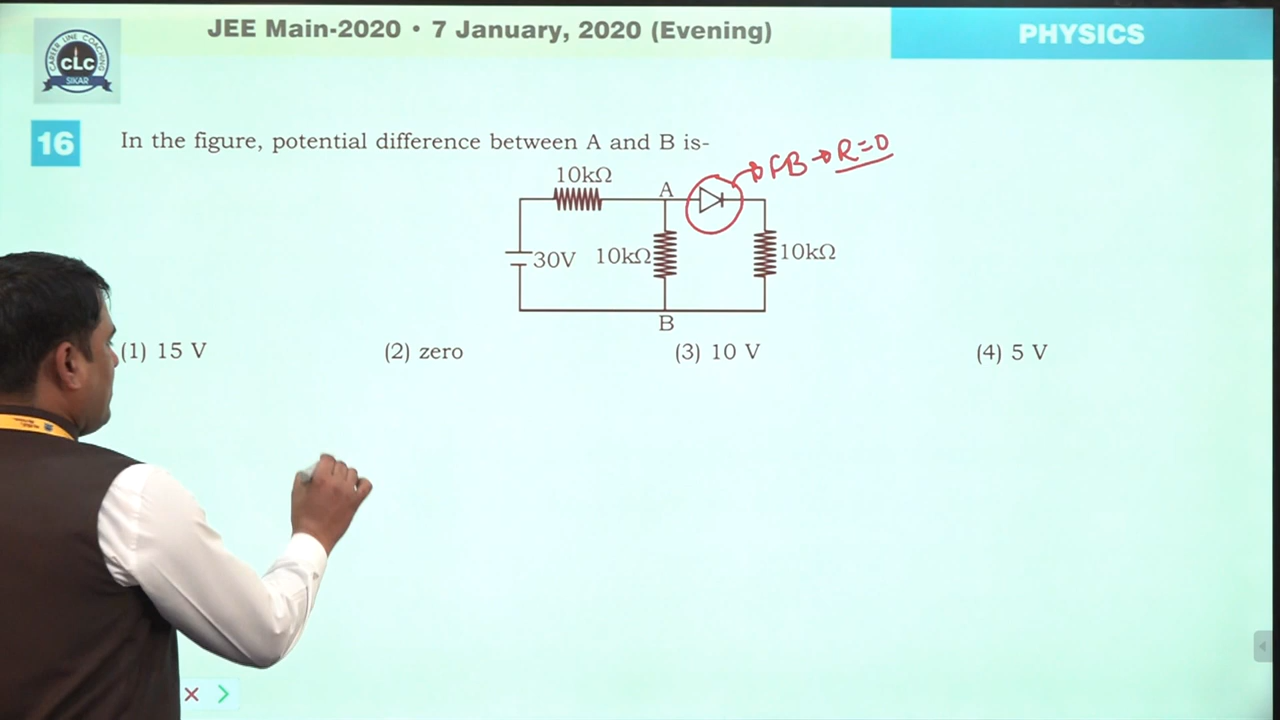 JEE Main-2020 • 7 January, 2020 (Evening)
PHYSICS
CAREER LINE COACHING
CLC
SIKAR
16
In the figure, potential difference between A and B is-
FB → R=0
10kΩ
A
30V
10kΩ
10kΩ
B
(1) 15 V
(2) zero
(3) 10 V
(4) 5 V